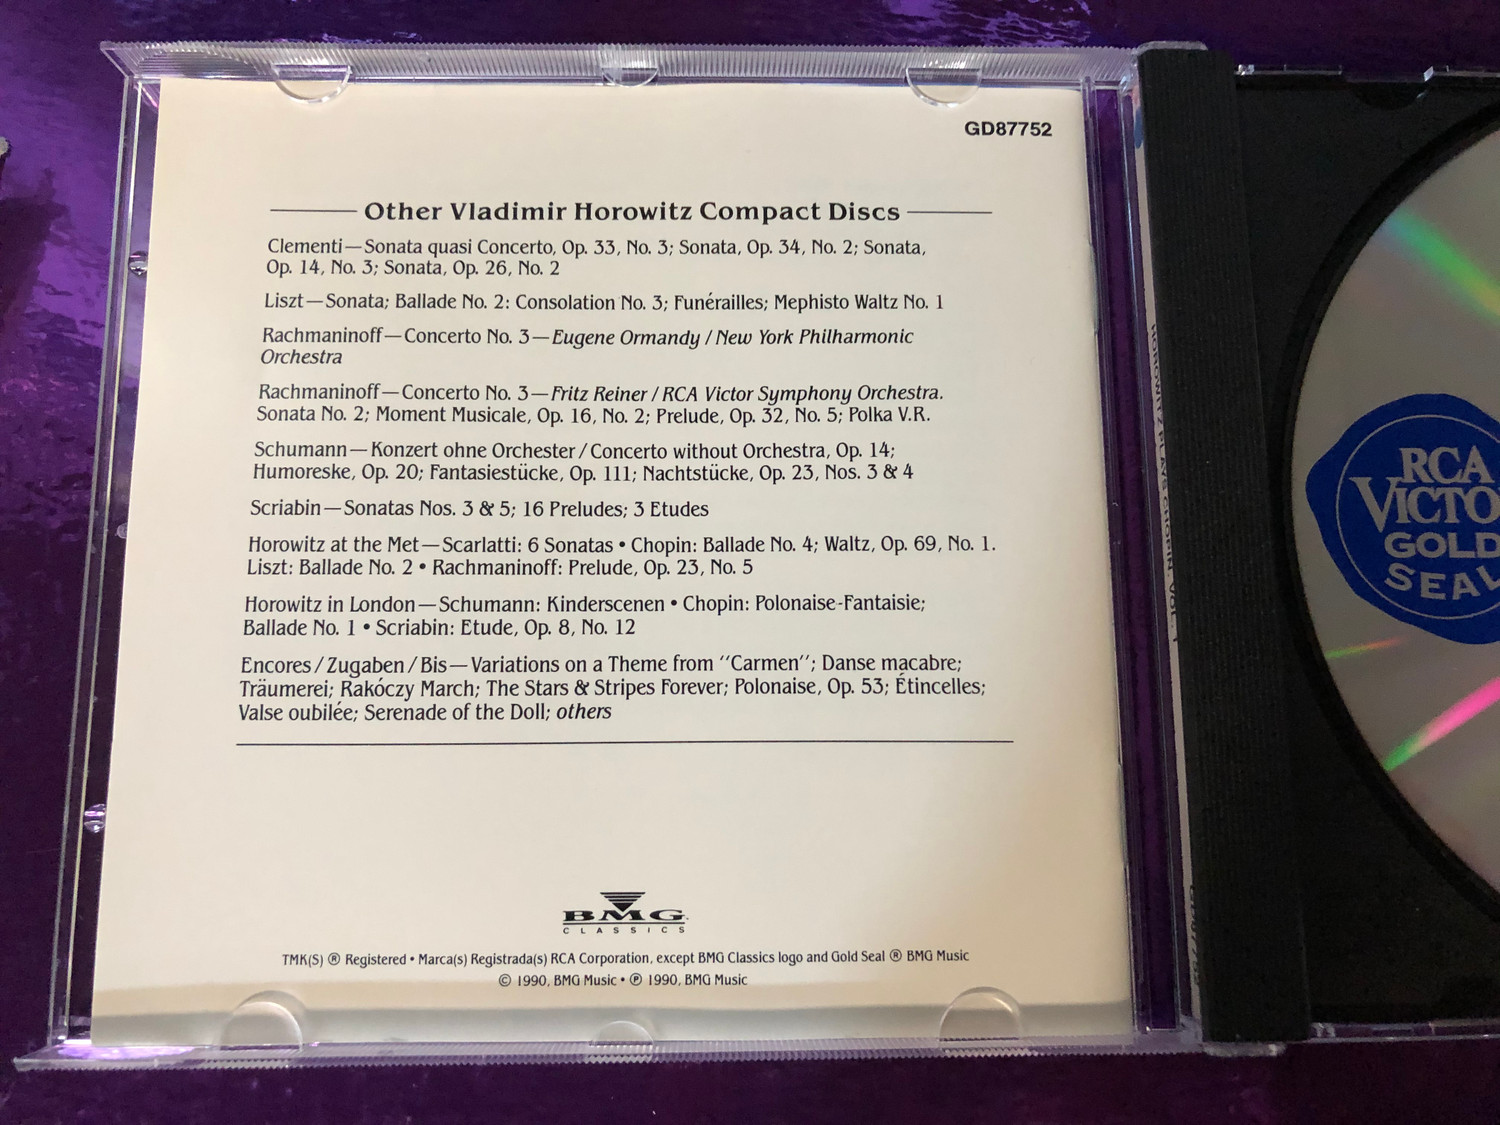 GD87752
Other Vladimir Horowitz Compact Discs
Clementi—Sonata quasi Concerto, Op. 33, No. 3; Sonata, Op. 34, No. 2; Sonata,
Op. 14, No. 3; Sonata, Op. 26, No. 2
Liszt—Sonata; Ballade No. 2: Consolation No. 3; Funérailles; Mephisto Waltz No. 1
Rachmaninoff—Concerto No. 3—Eugene Ormandy / New York Philharmonic
Orchestra
Rachmaninoff—Concerto No. 3—Fritz Reiner / RCA Victor Symphony Orchestra.
Sonata No. 2; Moment Musicale, Op. 16, No. 2; Prelude, Op. 32, No. 5; Polka V.R.
Schumann—Konzert ohne Orchester / Concerto without Orchestra, Op. 14;
Humoreske, Op. 20; Fantasiestücke, Op. 111; Nachtstücke, Op. 23, Nos. 3 & 4
Scriabin—Sonatas Nos. 3 & 5; 16 Preludes; 3 Etudes
Horowitz at the Met—Scarlatti: 6 Sonatas • Chopin: Ballade No. 4; Waltz, Op. 69, No. 1.
Liszt: Ballade No. 2 • Rachmaninoff: Prelude, Op. 23, No. 5
Horowitz in London—Schumann: Kinderscenen • Chopin: Polonaise-Fantaisie;
Ballade No. 1 • Scriabin: Etude, Op. 8, No. 12
Encores / Zugaben / Bis—Variations on a Theme from ''Carmen''; Danse macabre;
Träumerei; Rakóczy March; The Stars & Stripes Forever; Polonaise, Op. 53; Étincelles;
Valse oubilée; Serenade of the Doll; others
BMG
CLASSICS
TMK(S) ® Registered • Marca(s) Registrada(s) RCA Corporation, except BMG Classics logo and Gold Seal ® BMG Music
© 1990, BMG Music • ℗ 1990, BMG Music
HOROWITZ PLAYS CHOPIN, VOL. 1
RCA
VICTO
GOLD
SEAL